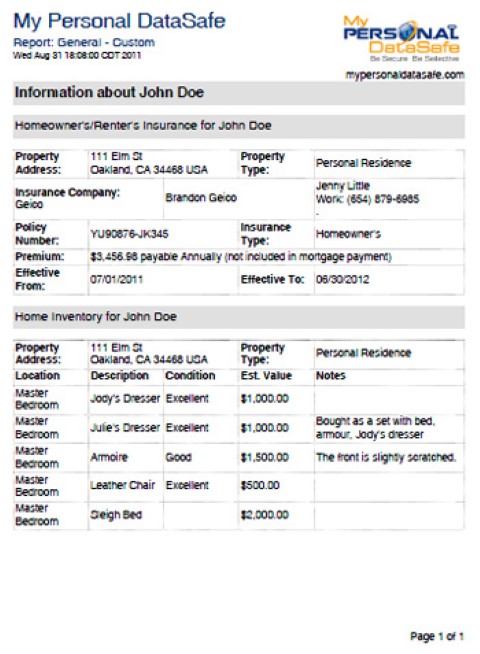 My Personal DataSafe
Report: General - Custom
Wed Aug 31 18:08:00 CDT 2011
My
PERSONAL
DataSafe
Be Secure Be Selective
mypersonaldatasafe.com
Information about John Doe
Homeowner's/Renter's Insurance for John Doe
Property Address: 111 Elm St Oakland, CA 34468 USA Property Type: Personal Residence
Insurance Company: Geico Brandon Geico Jenny Little Work: (654) 879-6985 .
Policy Number: YU90876-JK345 Insurance Type: Homeowner's
Premium: $3,456.98 payable Annually (not included in mortgage payment)
Effective From: 07/01/2011 Effective To: 06/30/2012
Home Inventory for John Doe
Property Address: 111 Elm St Oakland, CA 34468 USA Property Type: Personal Residence
Location Description Condition Est. Value Notes
Master Bedroom Jody's Dresser Excellent $1,000.00
Master Bedroom Julie's Dresser Excellent $1,000.00 Bought as a set with bed, armour, Jody's dresser
Master Bedroom Armoire Good $1,500.00 The front is slightly scratched.
Master Bedroom Leather Chair Excellent $500.00
Master Bedroom Sleigh Bed $2,000.00
Page 1 of 1